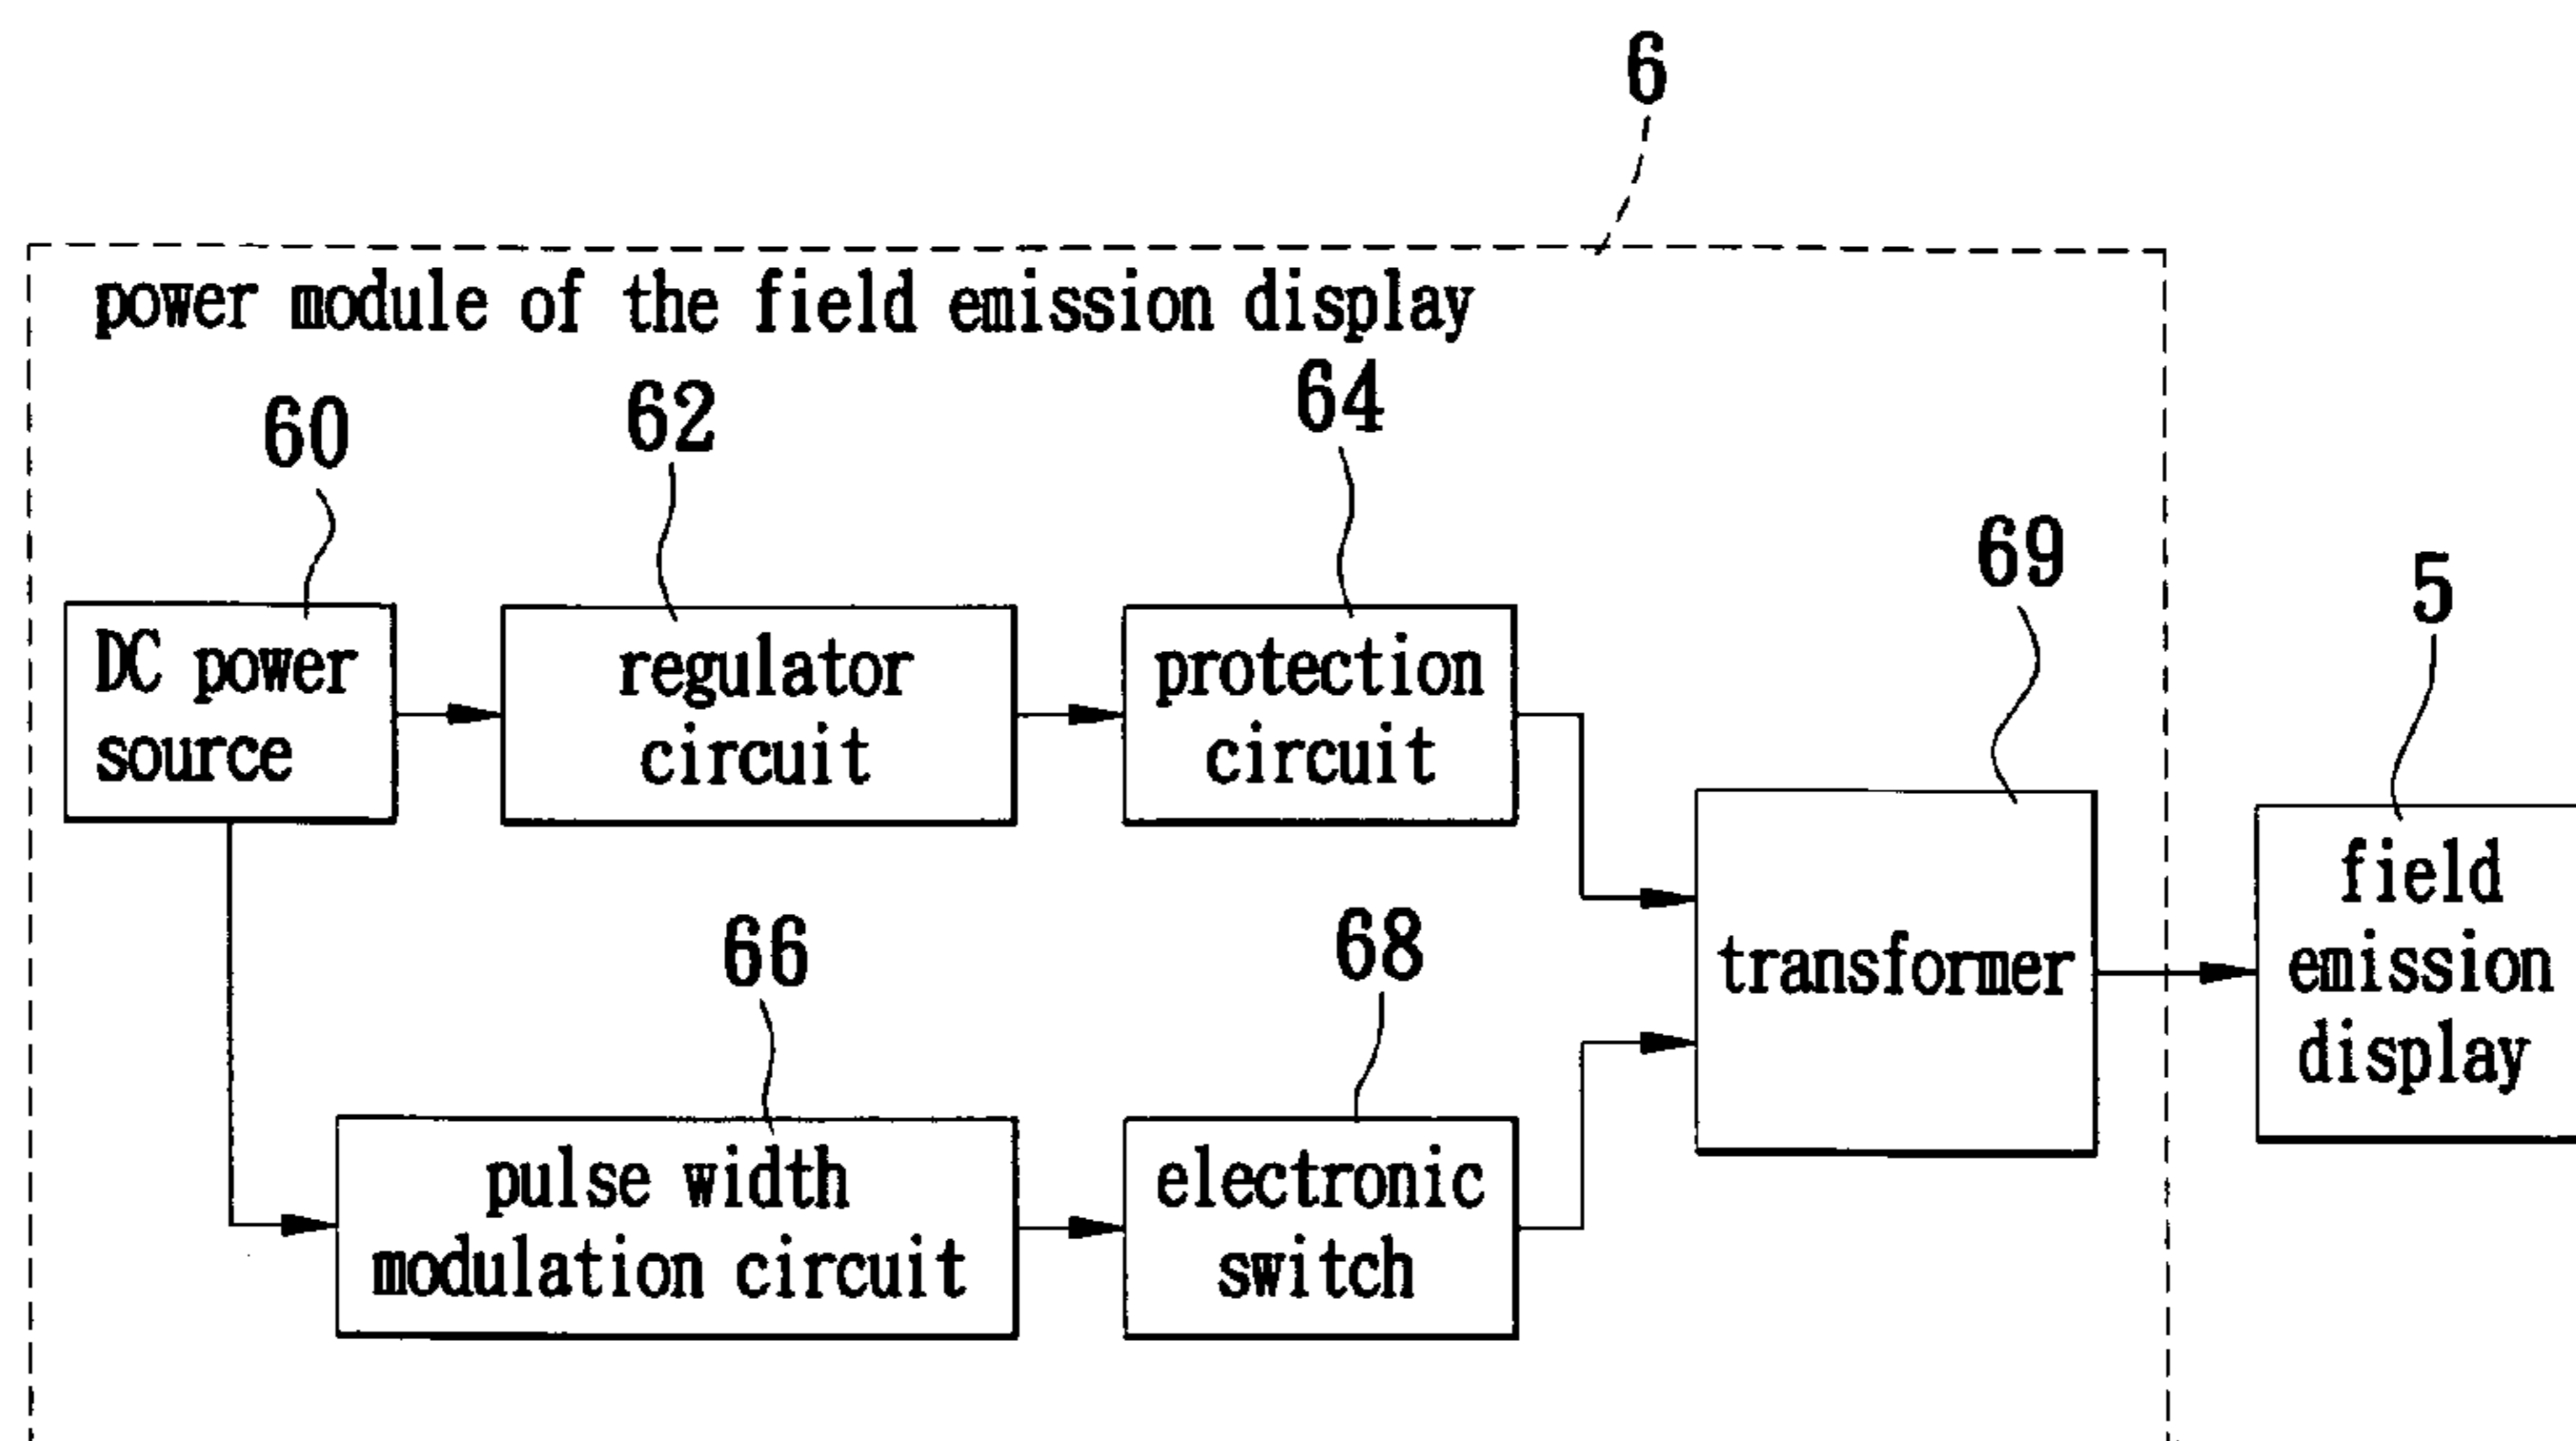 6
power module of the field emission display
60
62
64
69
5
DC power
source
regulator
circuit
protection
circuit
transformer
field
emission
display
66
68
pulse width
modulation circuit
electronic
switch